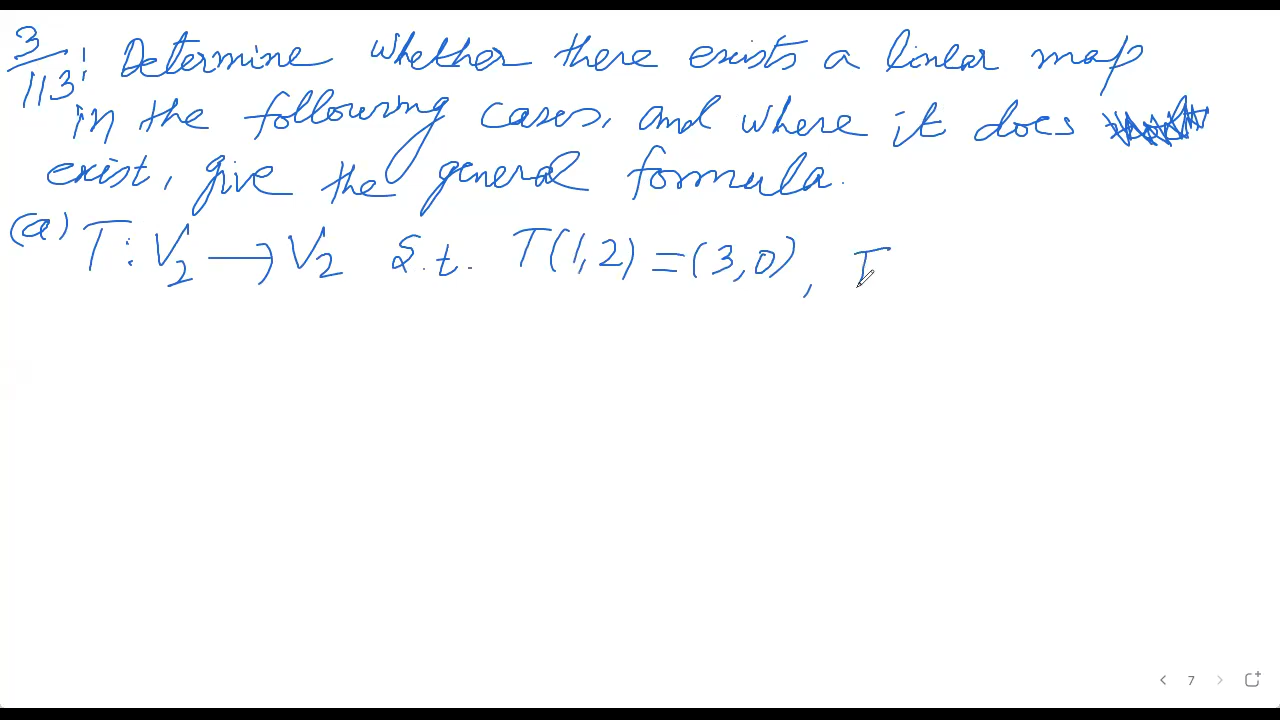 3/113: Determine whether there exists a linear map
in the following cases, and where it does
exist, give the general formula.
(a) T: V₂ → V₂ s.t. T(1,2) = (3,0), T
7